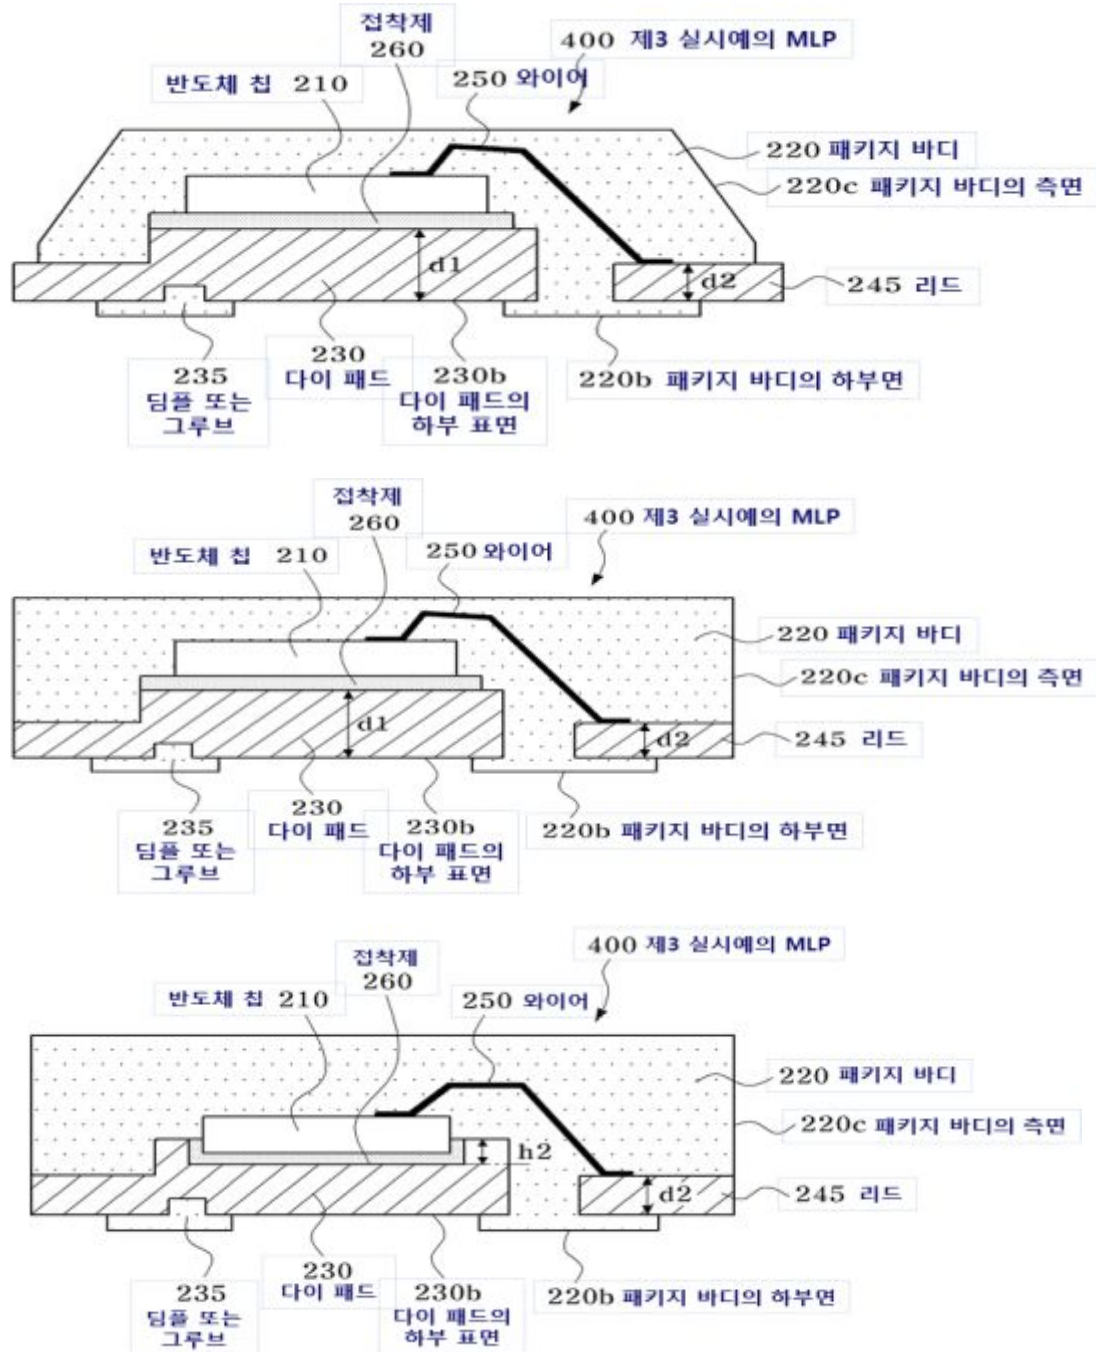 접착제
260
400 제3 실시예의 MLP
반도체 칩 210
250 와이어
220 패키지 바디
220c 패키지 바디의 측면
d1
d2
245 리드
235
딤플 또는
그루브
230
다이 패드
230b
다이 패드의
하부 표면
220b 패키지 바디의 하부면
접착제
260
400 제3 실시예의 MLP
반도체 칩 210
250 와이어
220 패키지 바디
220c 패키지 바디의 측면
d1
d2
245 리드
235
딤플 또는
그루브
230
다이 패드
230b
다이 패드의
하부 표면
220b 패키지 바디의 하부면
접착제
260
400 제3 실시예의 MLP
반도체 칩 210
250 와이어
220 패키지 바디
220c 패키지 바디의 측면
h2
d2
245 리드
235
딤플 또는
그루브
230
다이 패드
230b
다이 패드의
하부 표면
220b 패키지 바디의 하부면